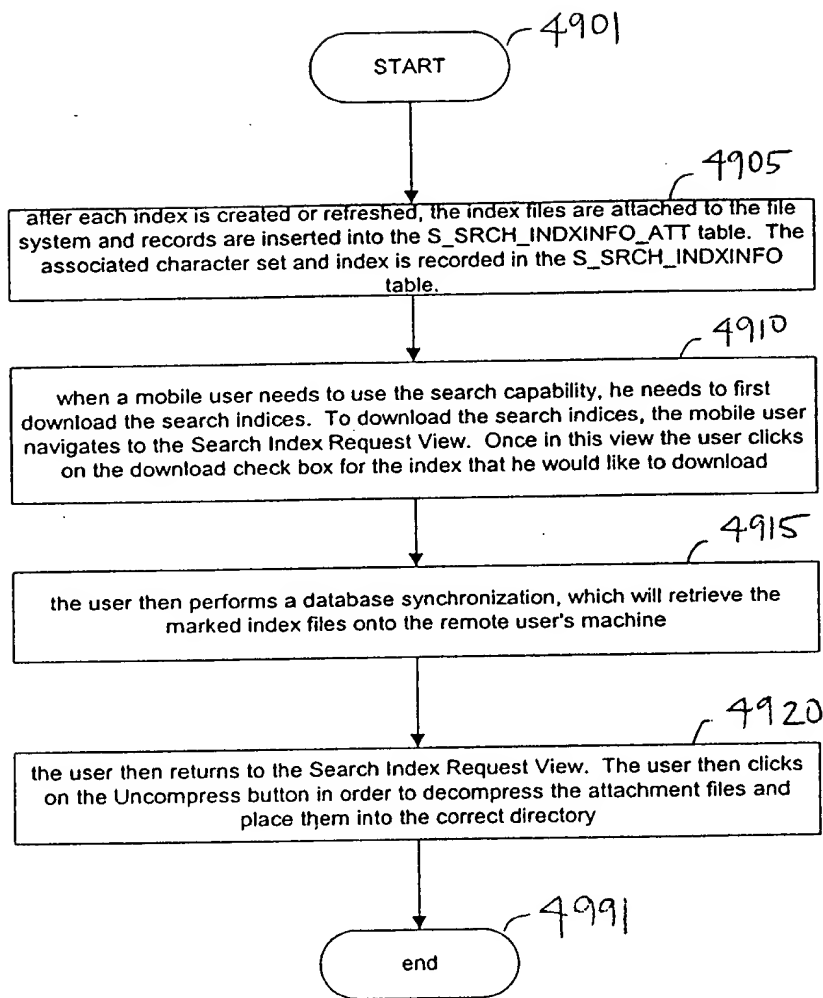 4901
START
4905
after each index is created or refreshed, the index files are attached to the file
system and records are inserted into the S_SRCH_INDXINFO_ATT table. The
associated character set and index is recorded in the S_SRCH_INDXINFO
table.
4910
when a mobile user needs to use the search capability, he needs to first
download the search indices. To download the search indices, the mobile user
navigates to the Search Index Request View. Once in this view the user clicks
on the download check box for the index that he would like to download
4915
the user then performs a database synchronization, which will retrieve the
marked index files onto the remote user's machine
4920
the user then returns to the Search Index Request View. The user then clicks
on the Uncompress button in order to decompress the attachment files and
place them into the correct directory
4991
end